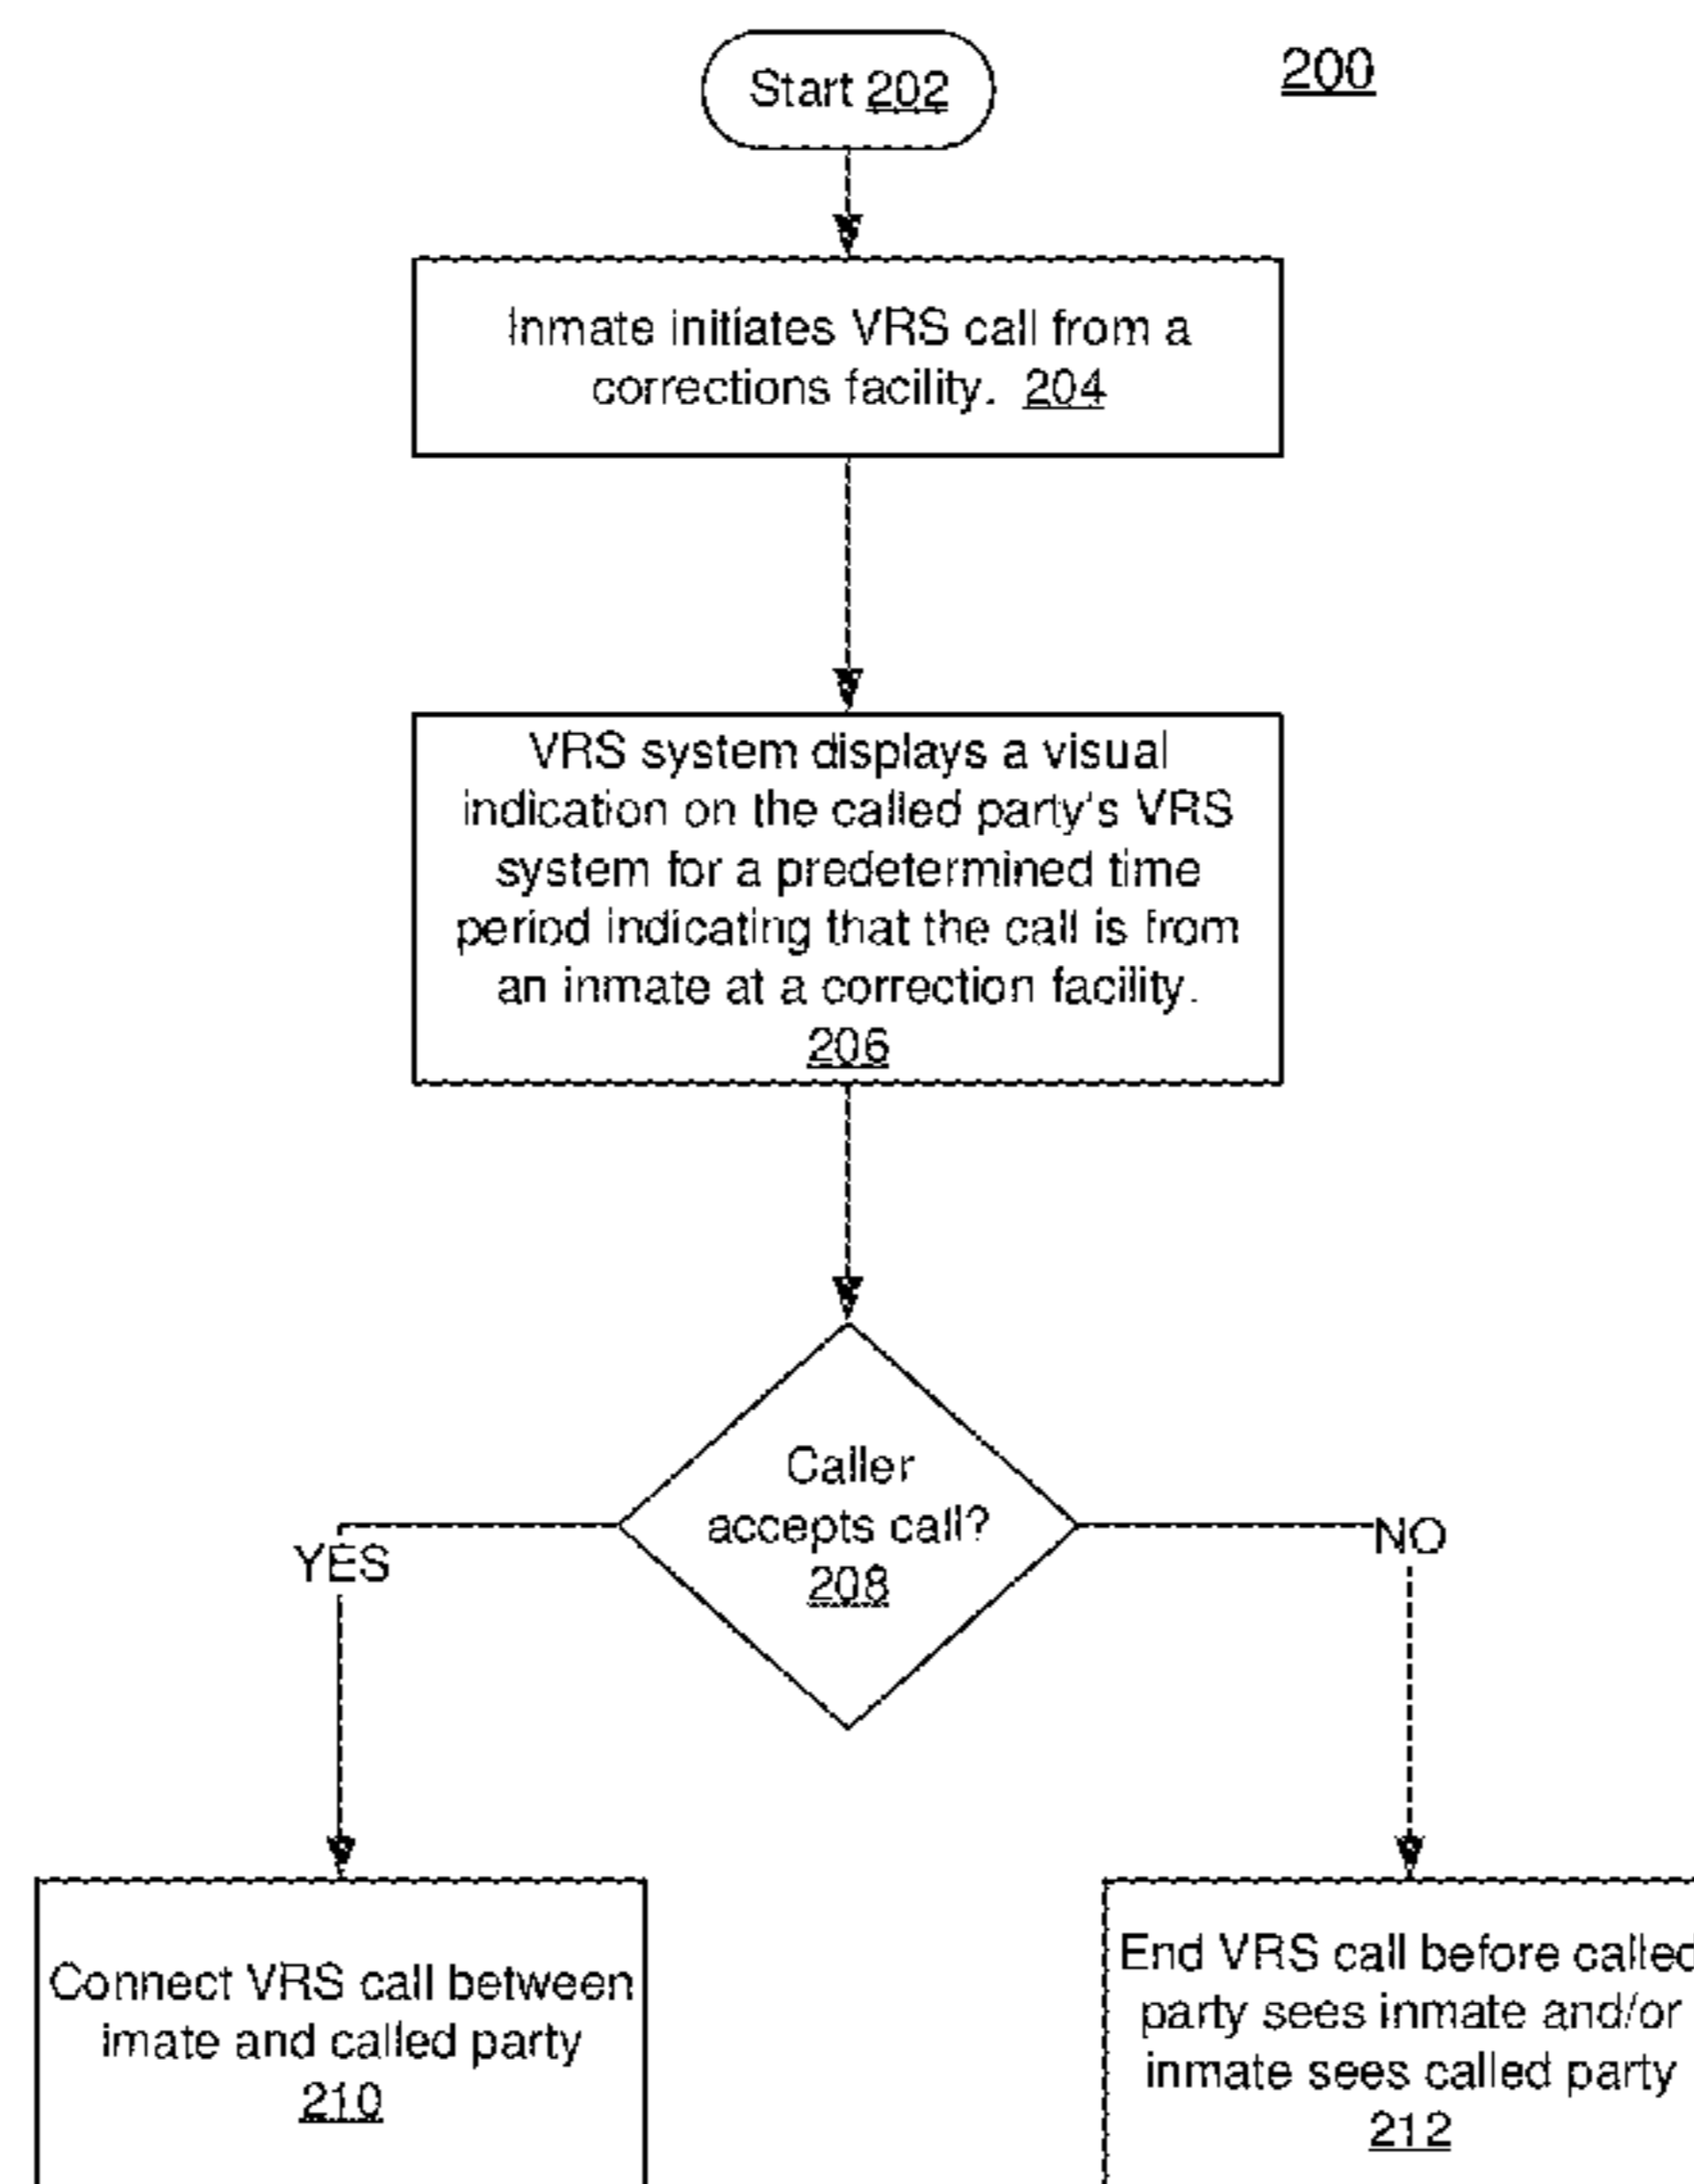 Start 202
200
Inmate initiates VRS call from a
corrections facility. 204
VRS system displays a visual
indication on the called party's VRS
system for a predetermined time
period indicating that the call is from
an inmate at a correction facility.
206
Caller
accepts call?
208
YES
NO
Connect VRS call between
imate and called party
210
End VRS call before called
party sees inmate and/or
inmate sees called party
212